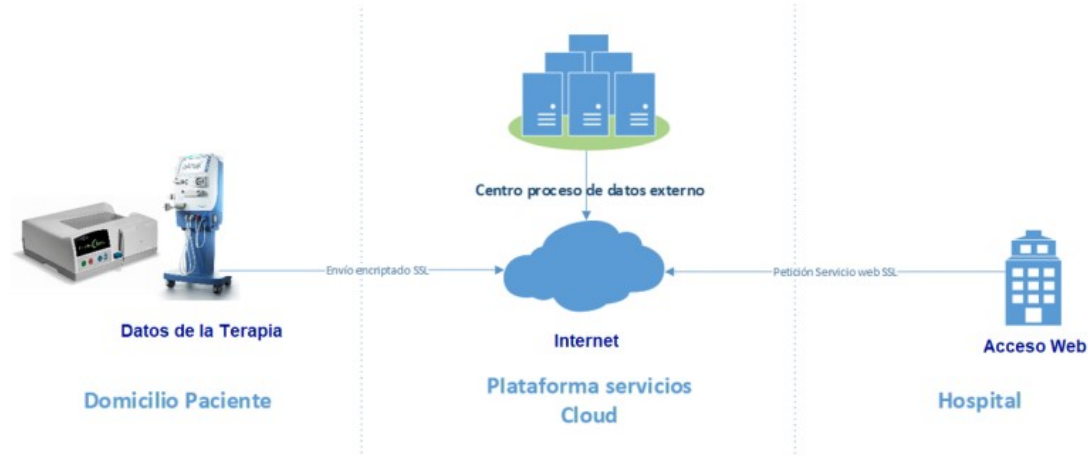 Centro proceso de datos externo
Envío encriptado SSL
Petición Servicio web SSL
Datos de la Terapia
Internet
Acceso Web
Domicilio Paciente
Plataforma servicios
Cloud
Hospital